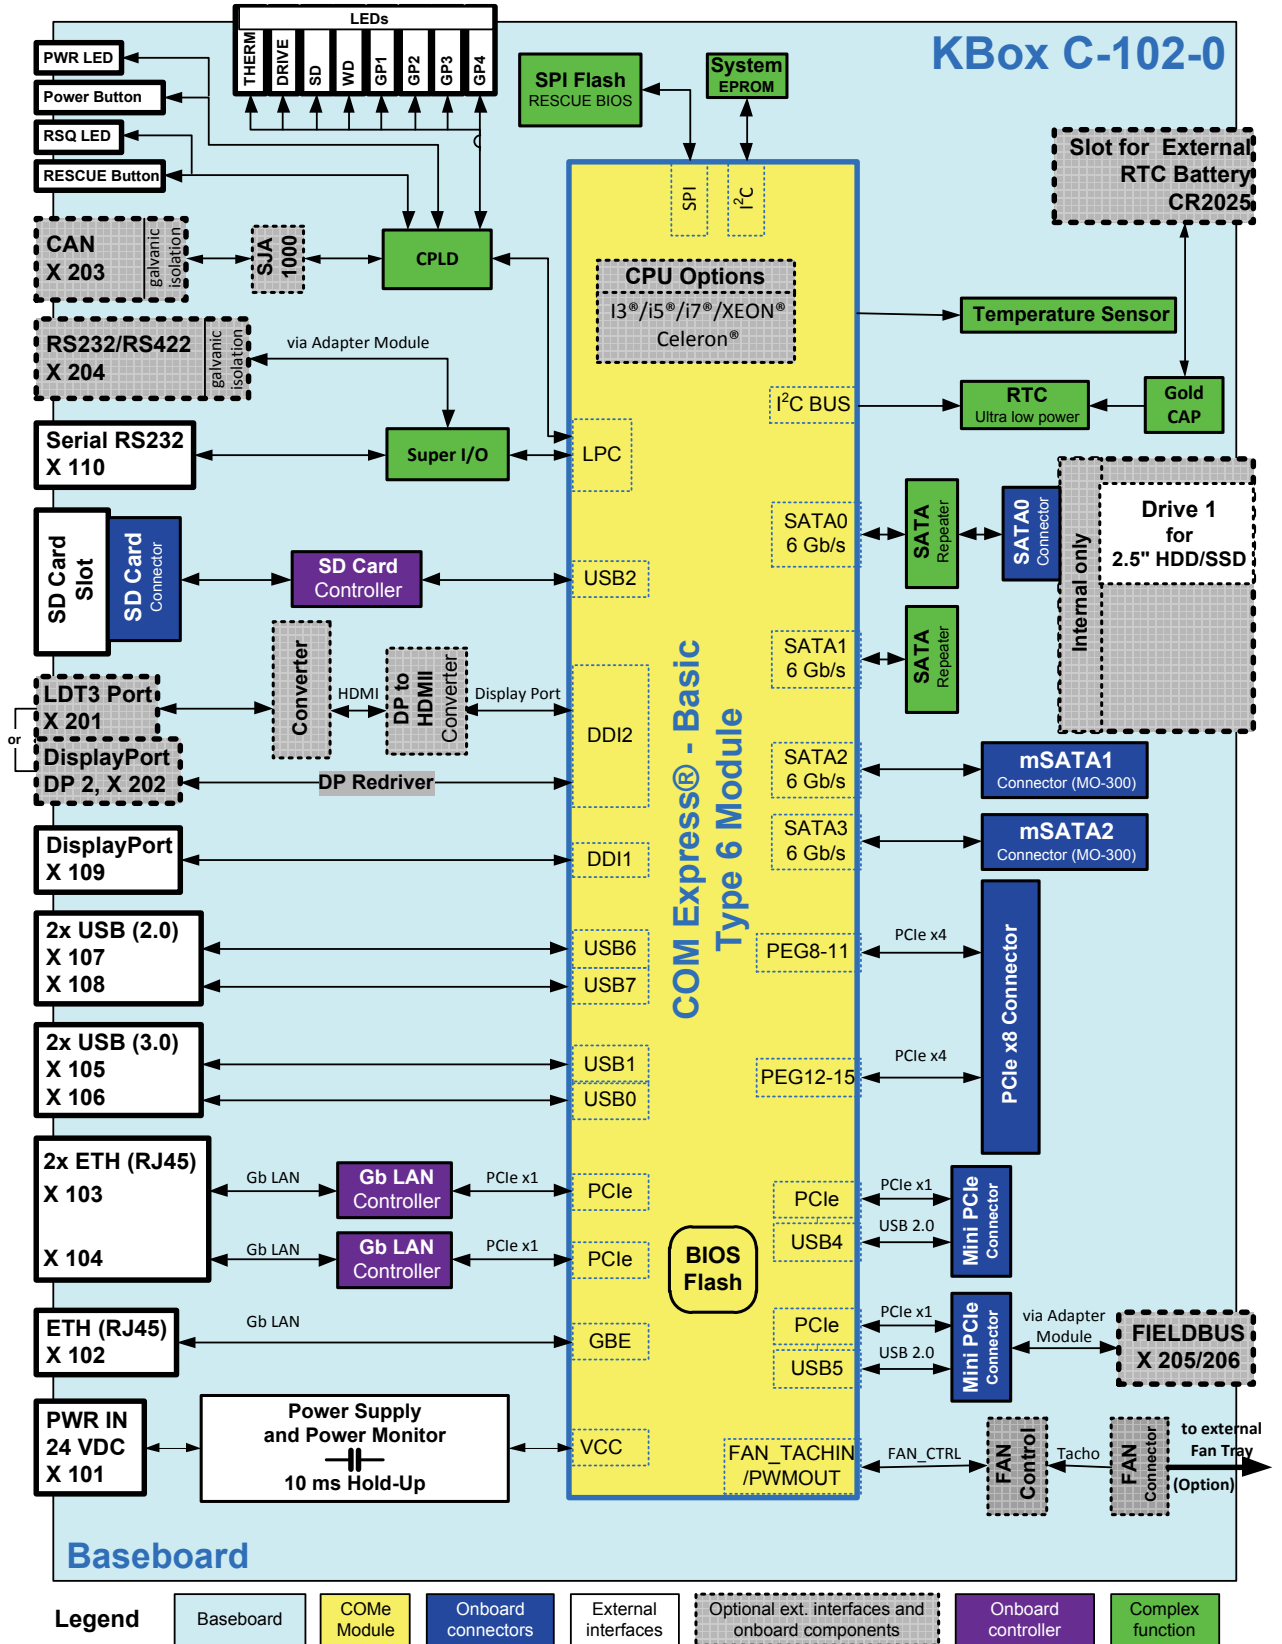 KBox C-102-0
LEDs
THERM
DRIVE
SD
WD
GP1
GP2
GP3
GP4
PWR LED
Power Button
RSQ LED
RESCUE Button
SPI Flash
RESCUE BIOS
System
EPROM
Slot for External
RTC Battery
CR2025
CAN
X 203
galvanic
isolation
SJA
1000
CPLD
SPI
I²C
CPU Options
I3®/i5®/i7®/XEON®
Celeron®
Temperature Sensor
RS232/RS422
X 204
galvanic
isolation
via Adapter Module
I²C BUS
RTC
Ultra low power
Gold
CAP
Serial RS232
X 110
Super I/O
LPC
SD Card
Slot
SD Card
Connector
SD Card
Controller
USB2
SATA0
6 Gb/s
SATA
Repeater
SATA0
Connector
Internal only
Drive 1
for
2.5" HDD/SSD
SATA1
6 Gb/s
SATA
Repeater
LDT3 Port
X 201
or
DisplayPort
DP 2, X 202
Converter
HDMI
DP to
HDMII
Converter
Display Port
DP Redriver
DDI2
COM Express® - Basic
Type 6 Module
SATA2
6 Gb/s
mSATA1
Connector (MO-300)
SATA3
6 Gb/s
mSATA2
Connector (MO-300)
DisplayPort
X 109
DDI1
2x USB (2.0)
X 107
X 108
USB6
USB7
PEG8-11
PCIe x4
PCIe x8 Connector
2x USB (3.0)
X 105
X 106
USB1
USB0
PEG12-15
PCIe x4
2x ETH (RJ45)
X 103
X 104
Gb LAN
Gb LAN
Controller
PCIe x1
PCIe
Gb LAN
Gb LAN
Controller
PCIe x1
PCIe
BIOS
Flash
PCIe
USB4
PCIe x1
USB 2.0
Mini PCIe
Connector
ETH (RJ45)
X 102
Gb LAN
GBE
PCIe
USB5
PCIe x1
USB 2.0
Mini PCIe
Connector
via Adapter
Module
FIELDBUS
X 205/206
PWR IN
24 VDC
X 101
Power Supply
and Power Monitor
10 ms Hold-Up
VCC
FAN_TACHIN
/PWMOUT
FAN_CTRL
FAN
Control
Tacho
FAN
Connector
to external
Fan Tray
(Option)
Baseboard
Legend
Baseboard
COMe
Module
Onboard
connectors
External
interfaces
Optional ext. interfaces and
onboard components
Onboard
controller
Complex
function